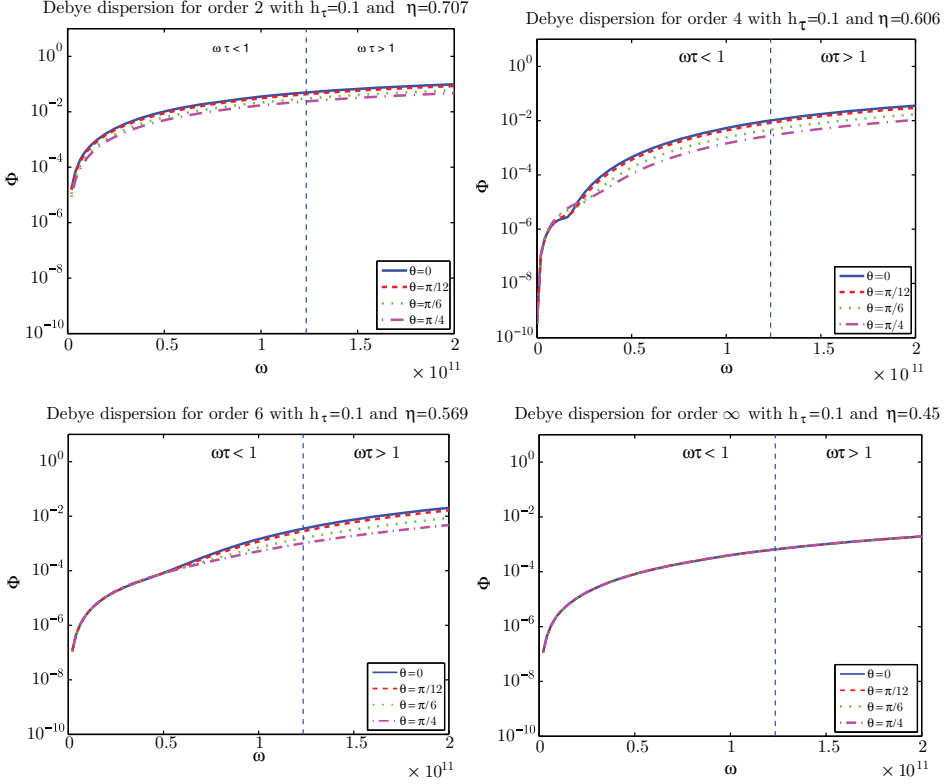 Debye dispersion for order 2 with hτ=0.1 and η=0.707
10^0
10^−2
10^−4
10^−6
10^−8
10^−10
Φ
ωτ < 1
ωτ > 1
θ=0
θ=π/12
θ=π/6
θ=π/4
0
0.5
1
1.5
2
ω
× 10^11
Debye dispersion for order 4 with hτ=0.1 and η=0.606
10^0
10^−2
10^−4
10^−6
10^−8
10^−10
Φ
ωτ < 1
ωτ > 1
θ=0
θ=π/12
θ=π/6
θ=π/4
0
0.5
1
1.5
2
ω
× 10^11
Debye dispersion for order 6 with hτ=0.1 and η=0.569
10^0
10^−2
10^−4
10^−6
10^−8
10^−10
Φ
ωτ < 1
ωτ > 1
θ=0
θ=π/12
θ=π/6
θ=π/4
0
0.5
1
1.5
2
ω
× 10^11
Debye dispersion for order ∞ with hτ=0.1 and η=0.45
10^0
10^−2
10^−4
10^−6
10^−8
10^−10
Φ
ωτ < 1
ωτ > 1
θ=0
θ=π/12
θ=π/6
θ=π/4
0
0.5
1
1.5
2
ω
× 10^11